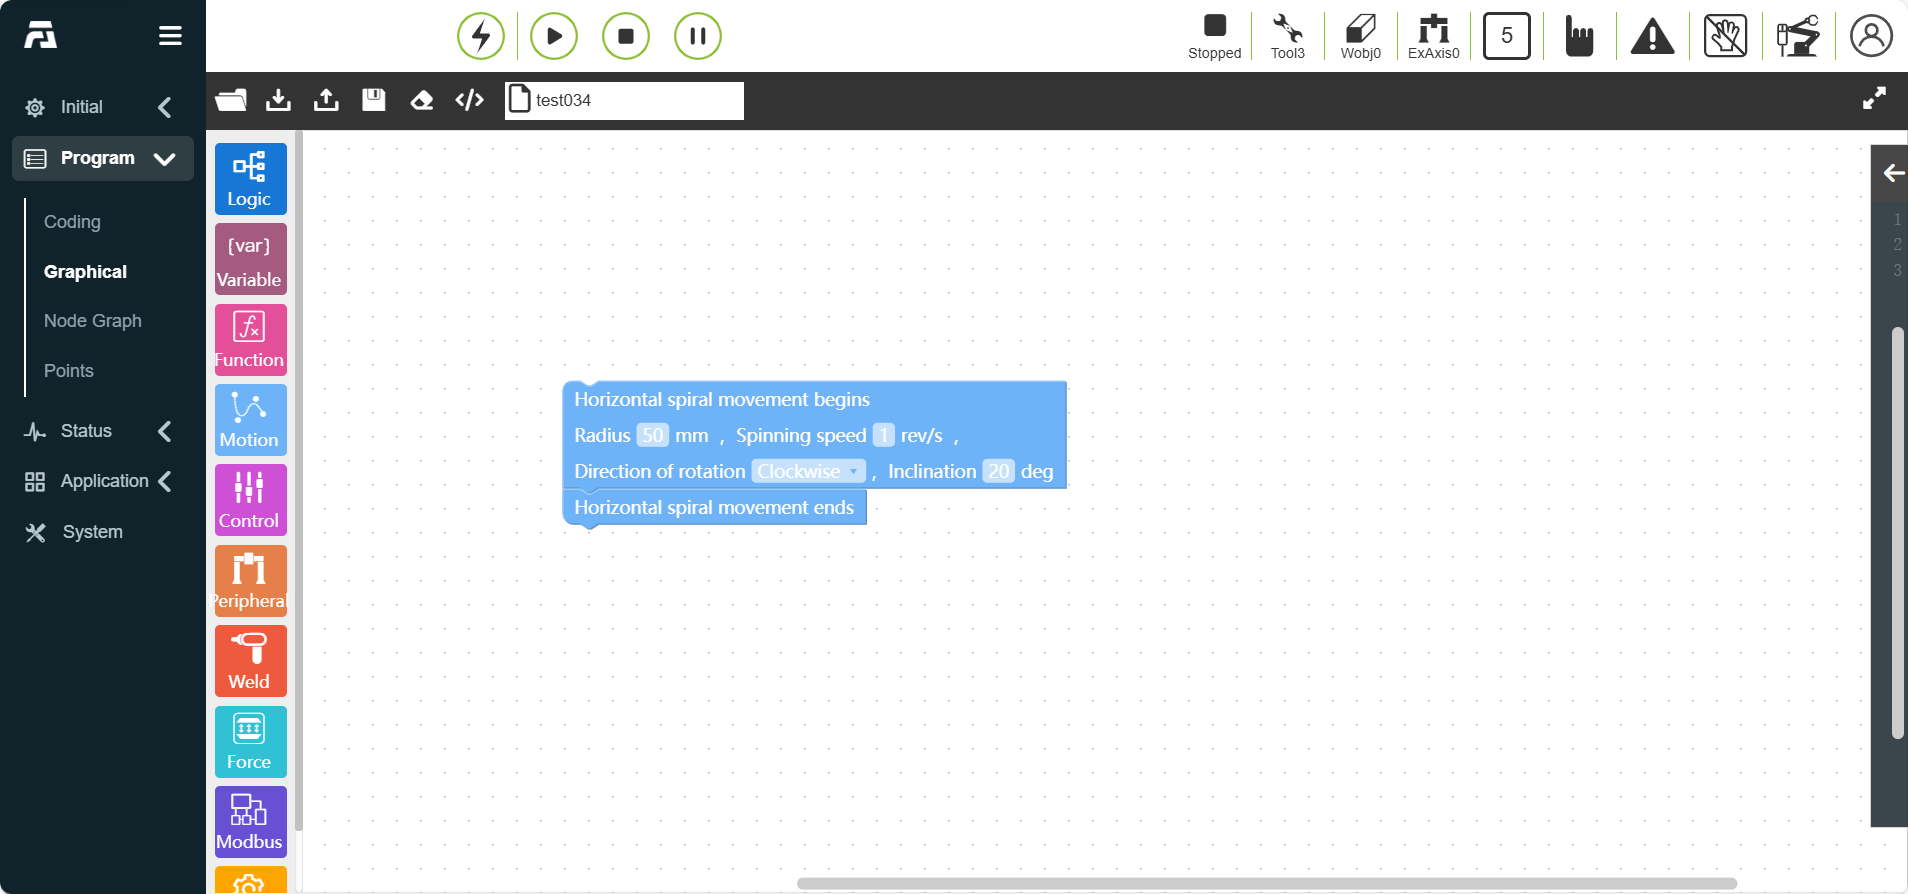 Stopped
Tool3
Wobj0
ExAxis0
5
test034
Initial
Program
Coding
Graphical
Node Graph
Points
Status
Application
System
Logic
{var}
Variable
fx
Function
Motion
Control
Peripheral
Weld
Force
Modbus
Horizontal spiral movement begins
Radius 50 mm , Spinning speed 1 rev/s ,
Direction of rotation Clockwise , Inclination 20 deg
Horizontal spiral movement ends
1
2
3